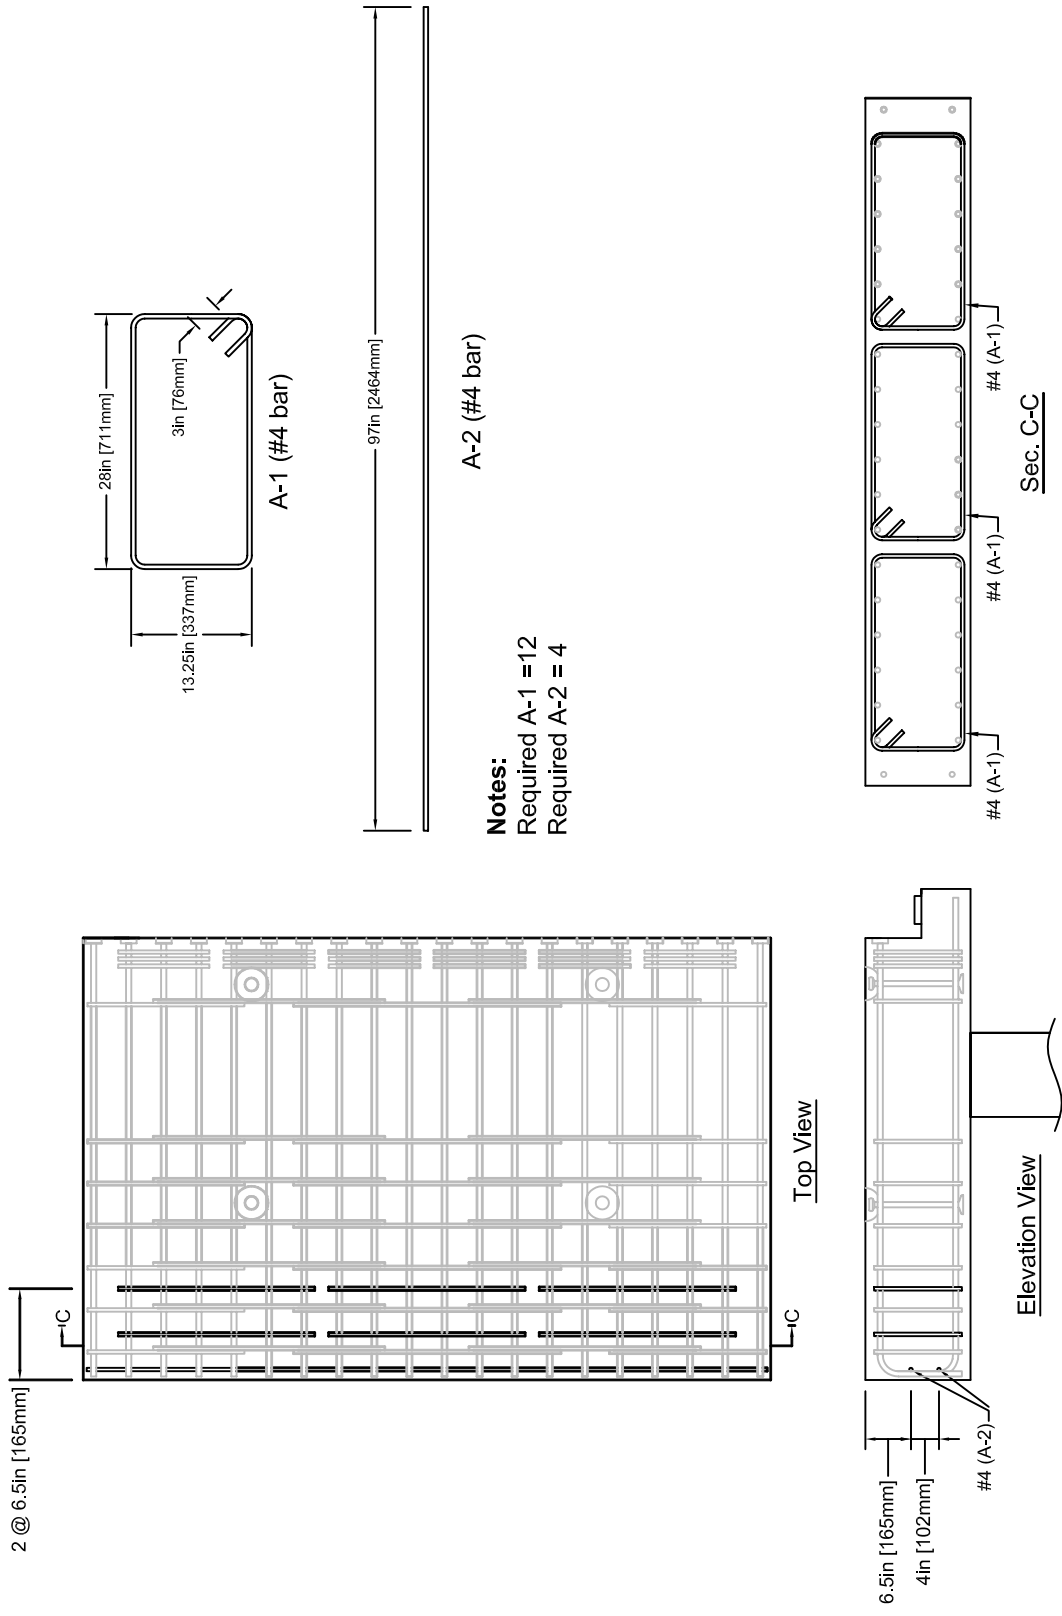 28in [711mm]
3in [76mm]
13.25in [337mm]
A-1 (#4 bar)
97in [2464mm]
A-2 (#4 bar)
Notes:
Required A-1 =12
Required A-2 = 4
2 @ 6.5in [165mm]
C
C
Top View
#4 (A-1)
#4 (A-1)
#4 (A-1)
Sec. C-C
6.5in [165mm]
4in [102mm]
#4 (A-2)
Elevation View